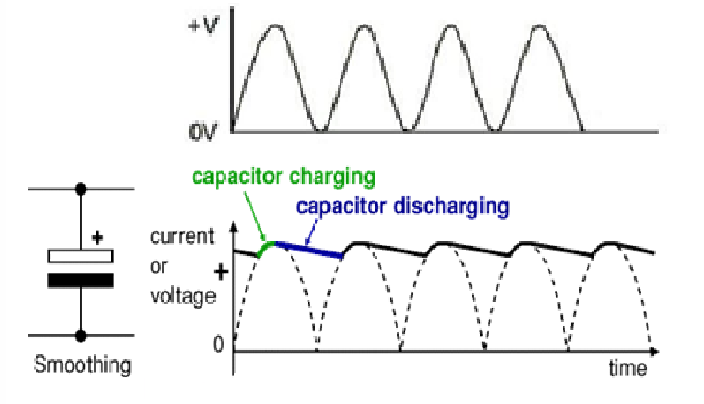 +V
0V
capacitor charging
capacitor discharging
+
current
or
voltage
+
0
Smoothing
time